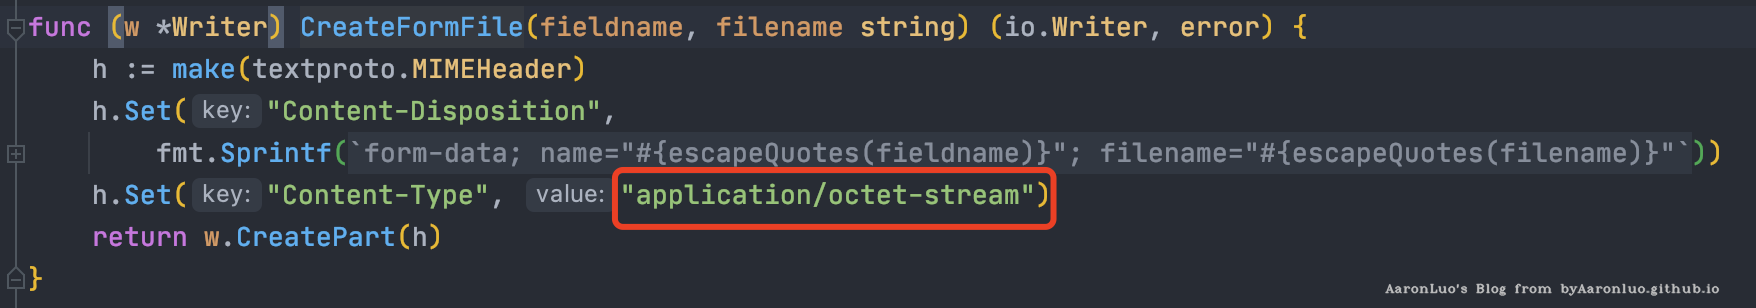 func (w *Writer) CreateFormFile(fieldname, filename string) (io.Writer, error) {
h := make(textproto.MIMEHeader)
h.Set( key: "Content-Disposition",
fmt.Sprintf(`form-data; name="#{escapeQuotes(fieldname)}"; filename="#{escapeQuotes(filename)}"`))
h.Set( key: "Content-Type", value: "application/octet-stream")
return w.CreatePart(h)
}
AaronLuo's Blog from byAaronluo.github.io